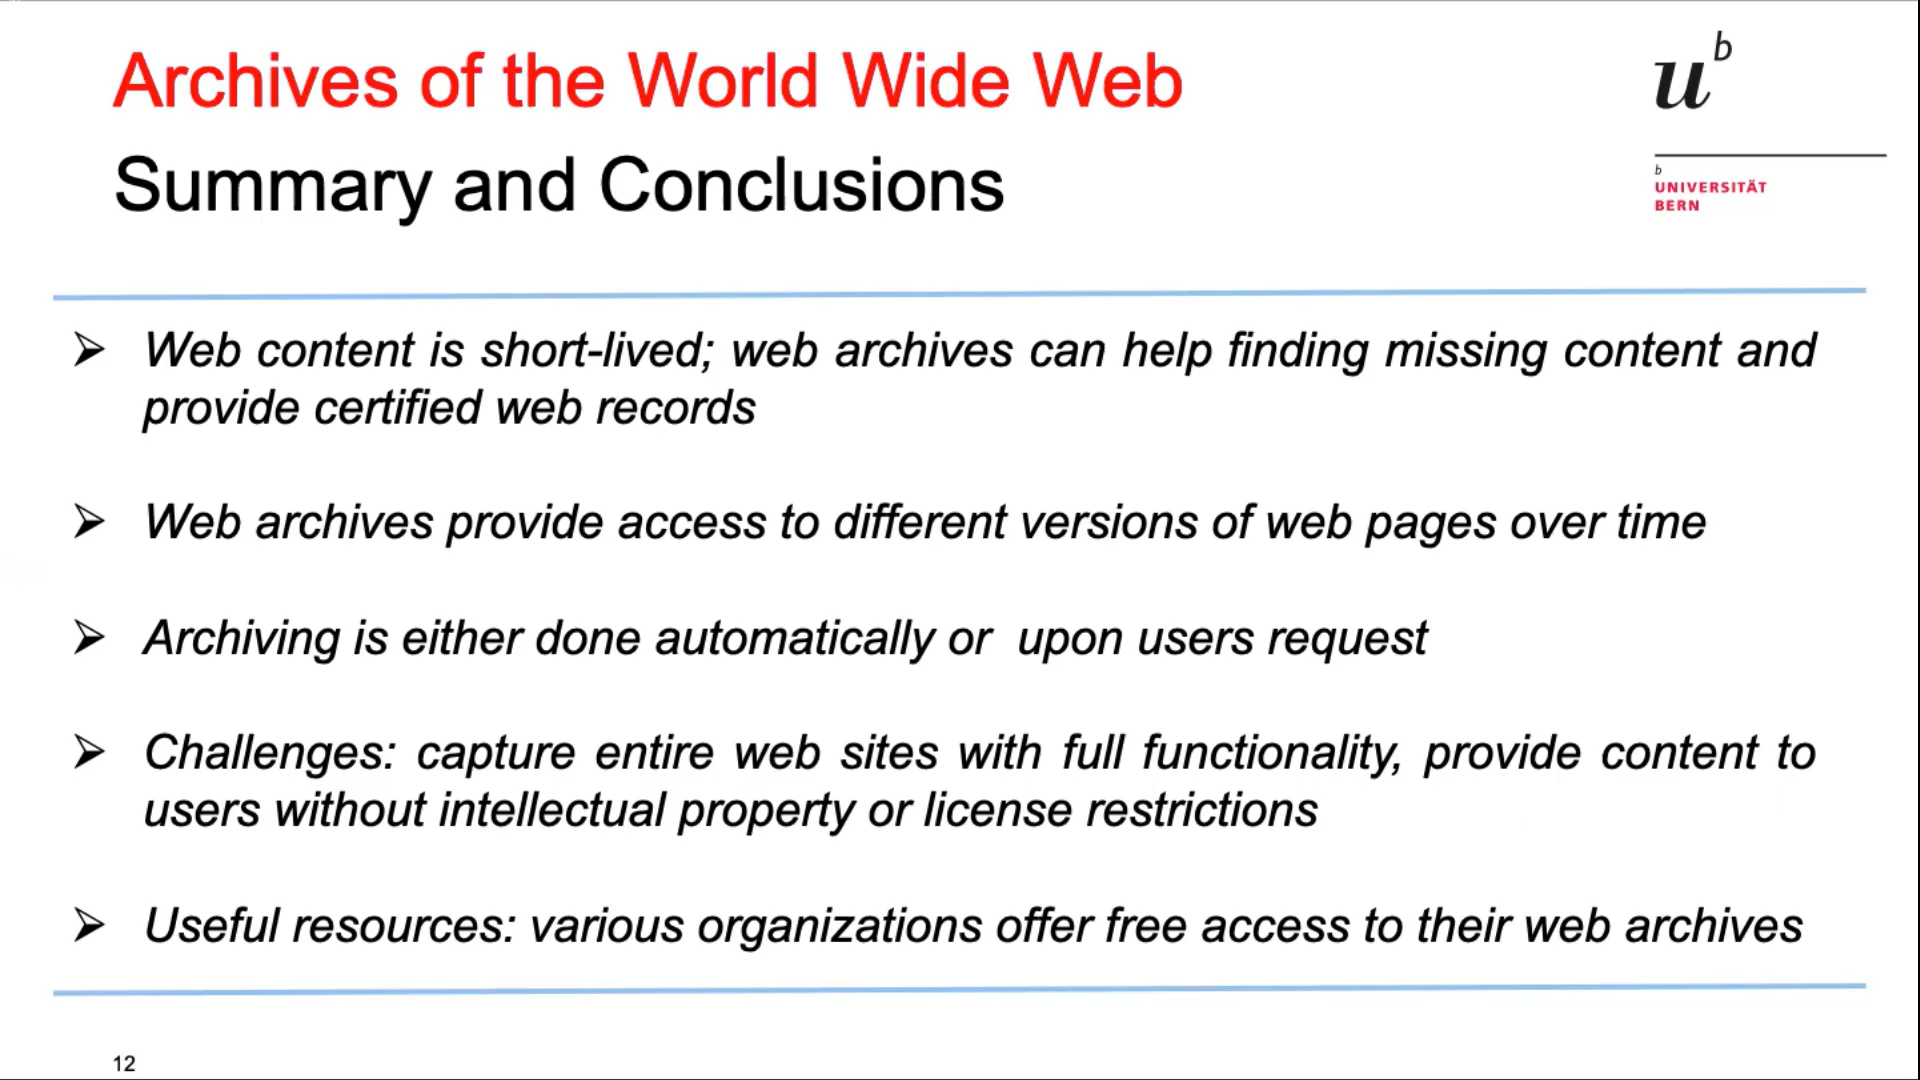 Archives of the World Wide Web
Summary and Conclusions
u b
b
UNIVERSITÄT
BERN
➢ Web content is short-lived; web archives can help finding missing content and
provide certified web records
➢ Web archives provide access to different versions of web pages over time
➢ Archiving is either done automatically or  upon users request
➢ Challenges: capture entire web sites with full functionality, provide content to
users without intellectual property or license restrictions
➢ Useful resources: various organizations offer free access to their web archives
12